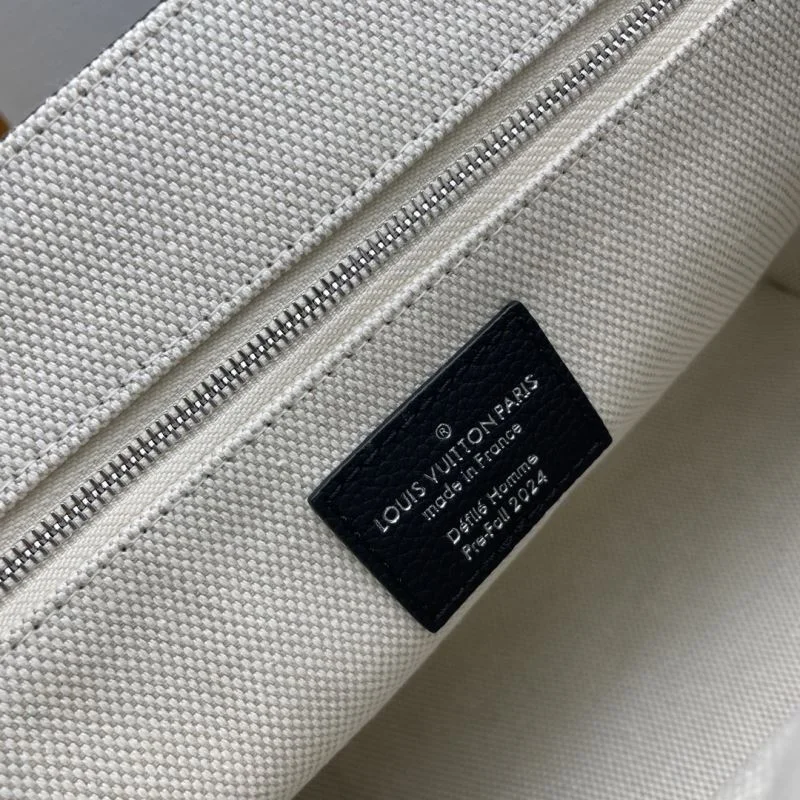 ®
LOUIS VUITTON PARIS
made in France
Défilé Homme
Pre-Fall 2024